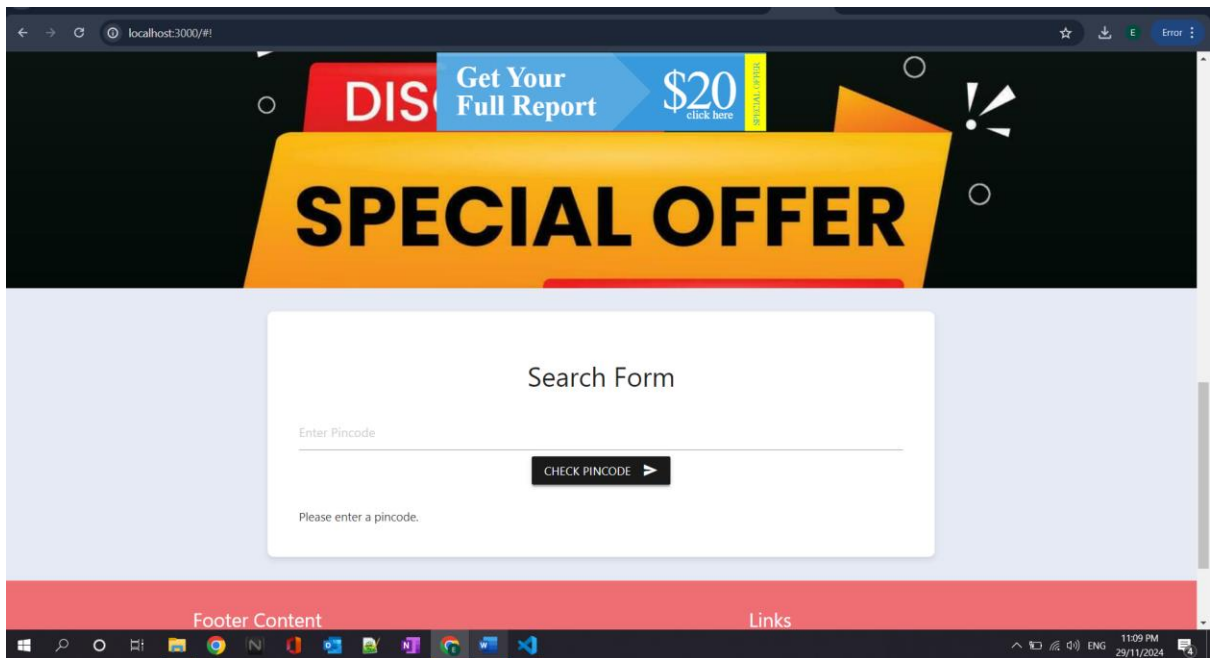 localhost:3000/#!
E
Error
DIS
Get Your
Full Report
$20
click here
SPECIAL OFFER
SPECIAL OFFER
Search Form
Enter Pincode
CHECK PINCODE
Please enter a pincode.
Footer Content
Links
ENG
11:09 PM
29/11/2024
4